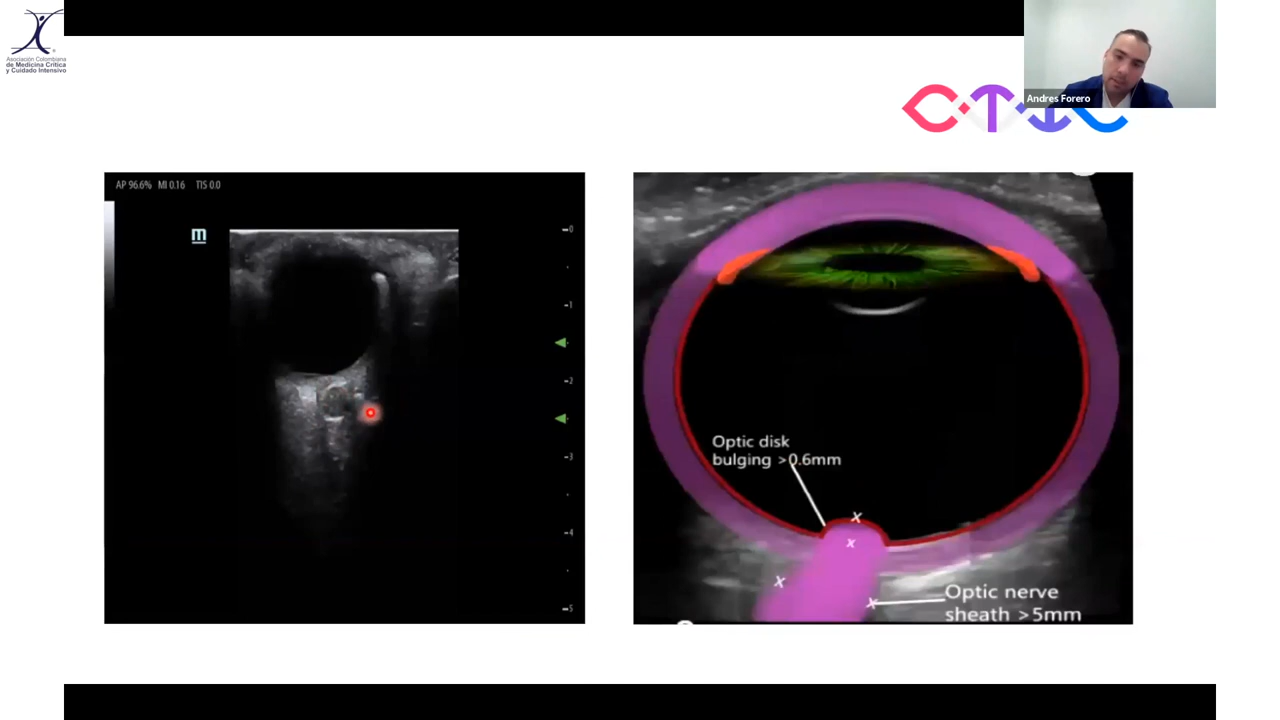 Asociación Colombiana
de Medicina Crítica
y Cuidado Intensivo
Andres Forero
CTIC
AP 96.6% MI 0.16 TIS 0.0
m
0
1
2
3
4
5
Optic disk
bulging >0.6mm
Optic nerve
sheath >5mm